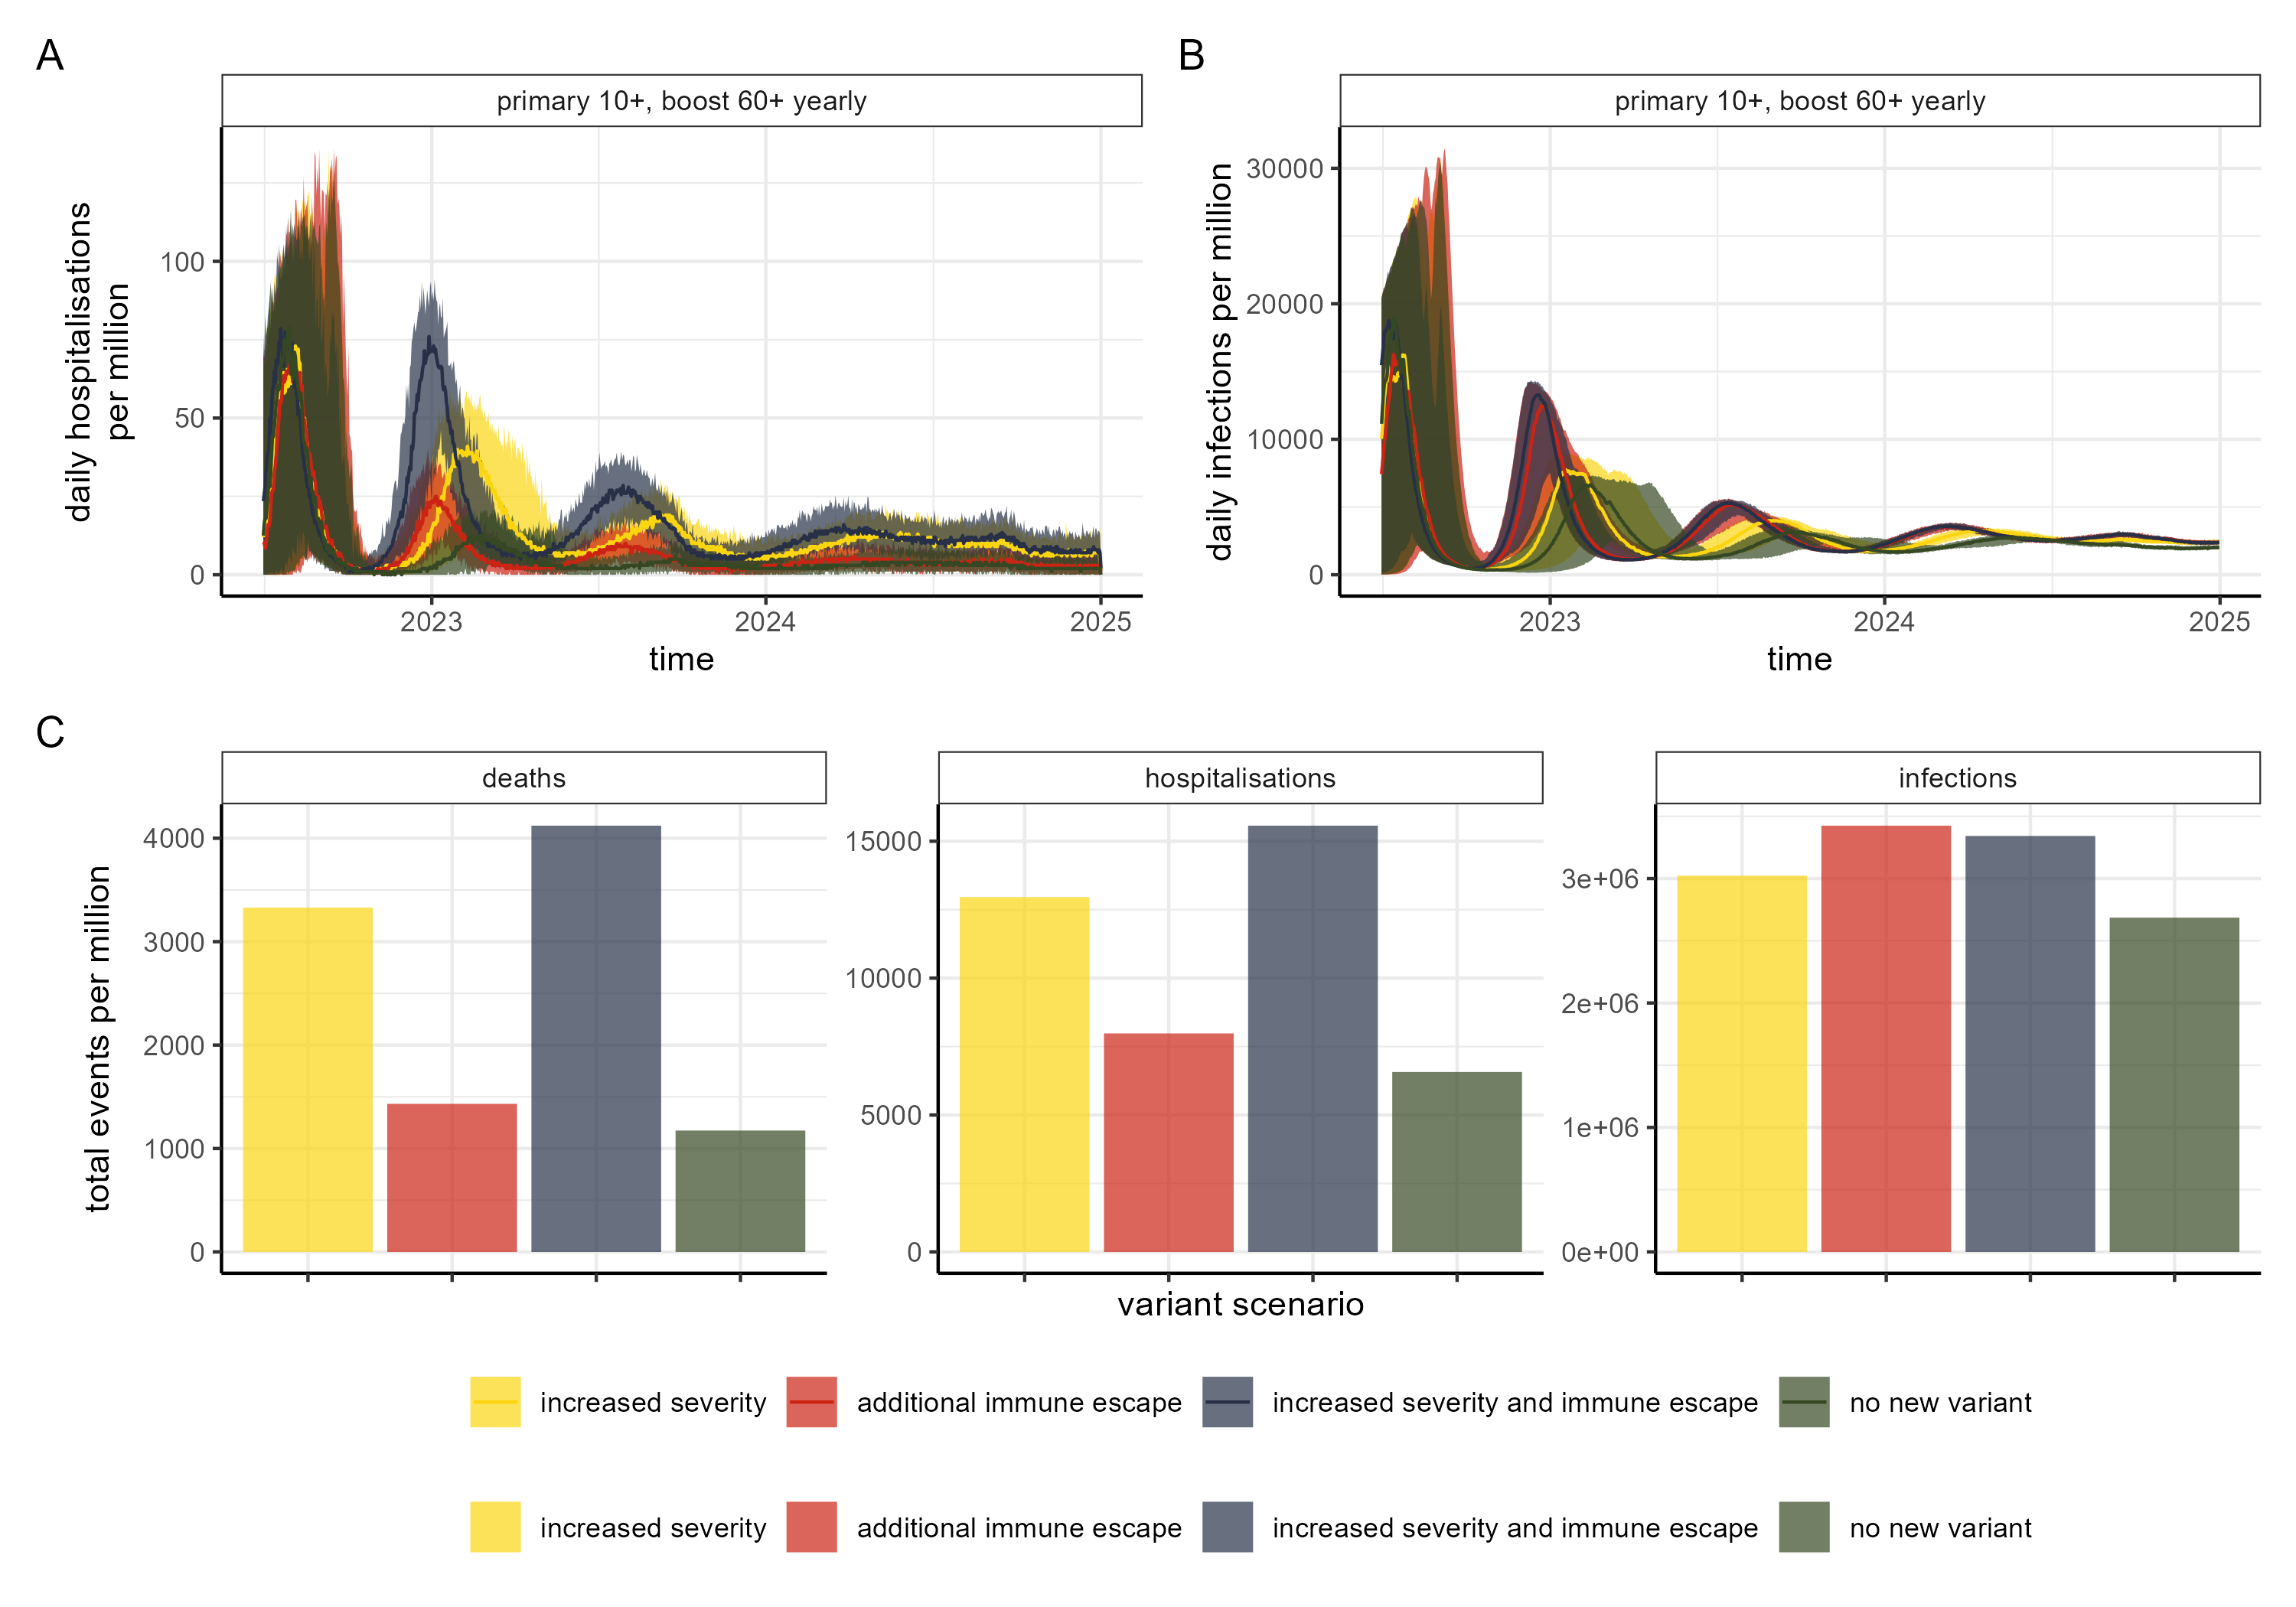 A
B
primary 10+, boost 60+ yearly
primary 10+, boost 60+ yearly
daily hospitalisations
per million
100
50
0
2023
2024
2025
time
daily infections per million
30000
20000
10000
0
2023
2024
2025
time
C
deaths
hospitalisations
infections
total events per million
4000
3000
2000
1000
0
15000
10000
5000
0
3e+06
2e+06
1e+06
0e+00
variant scenario
increased severity
additional immune escape
increased severity and immune escape
no new variant
increased severity
additional immune escape
increased severity and immune escape
no new variant